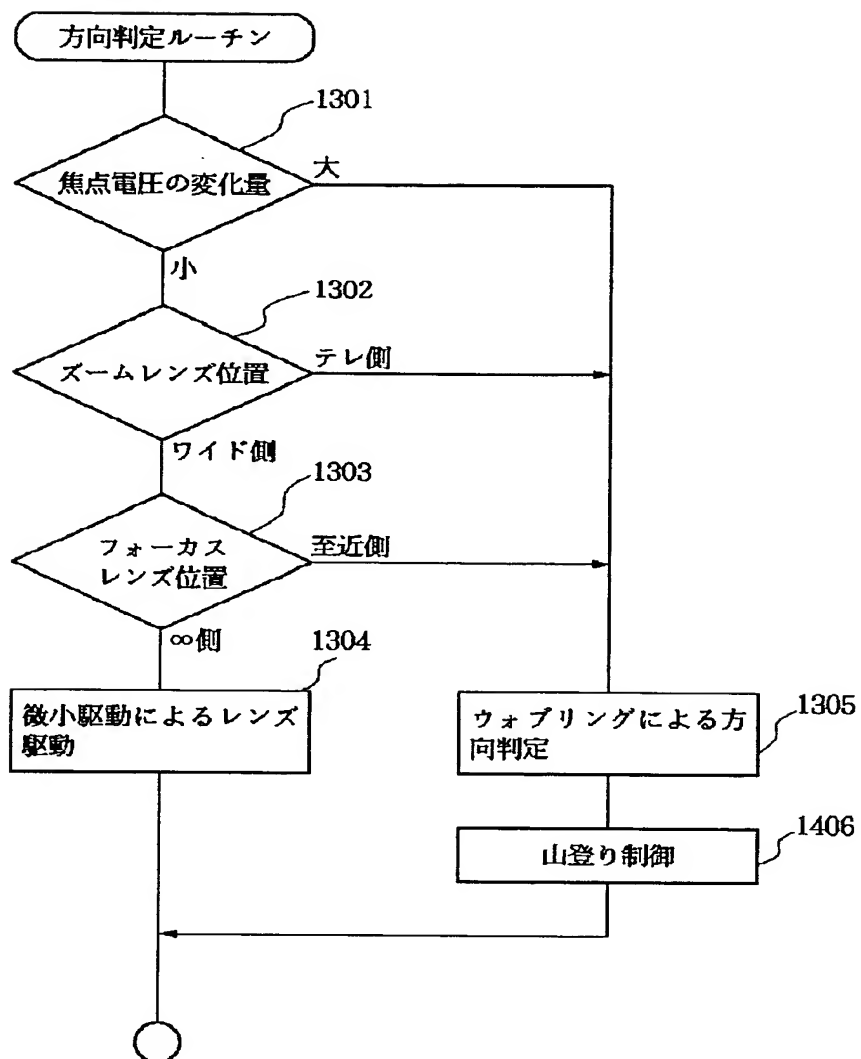 方向判定ルーチン
1301
焦点電圧の変化量
大
小
1302
ズームレンズ位置
テレ側
ワイド側
1303
フォーカス
レンズ位置
至近側
∞側
1304
微小駆動によるレンズ
駆動
ウォブリングによる方
向判定
1305
山登り制御
1406